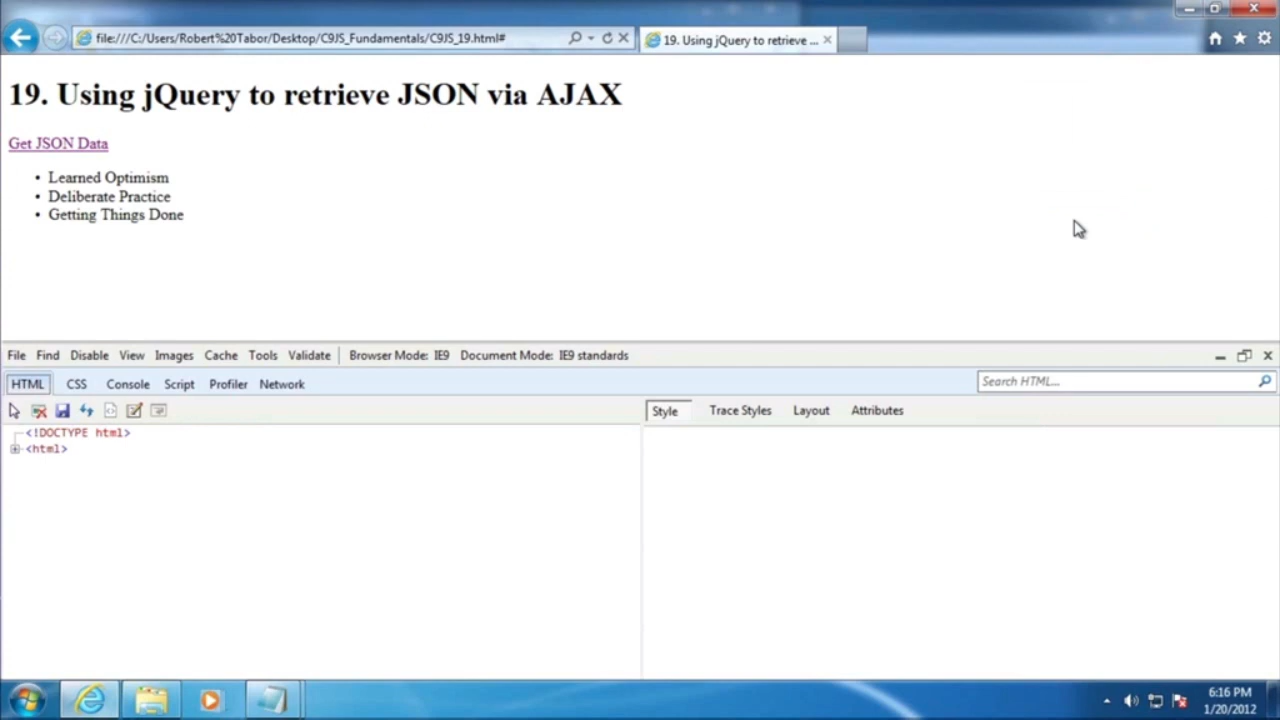 file:///C:/Users/Robert%20Tabor/Desktop/C9JS_Fundamentals/C9JS_19.html#
19. Using jQuery to retrieve ...
19. Using jQuery to retrieve JSON via AJAX
Get JSON Data
• Learned Optimism
• Deliberate Practice
• Getting Things Done
File Find Disable View Images Cache Tools Validate Browser Mode: IE9 Document Mode: IE9 standards
HTML CSS Console Script Profiler Network Search HTML...
Style Trace Styles Layout Attributes
<!DOCTYPE html>
<html>
6:16 PM
1/20/2012